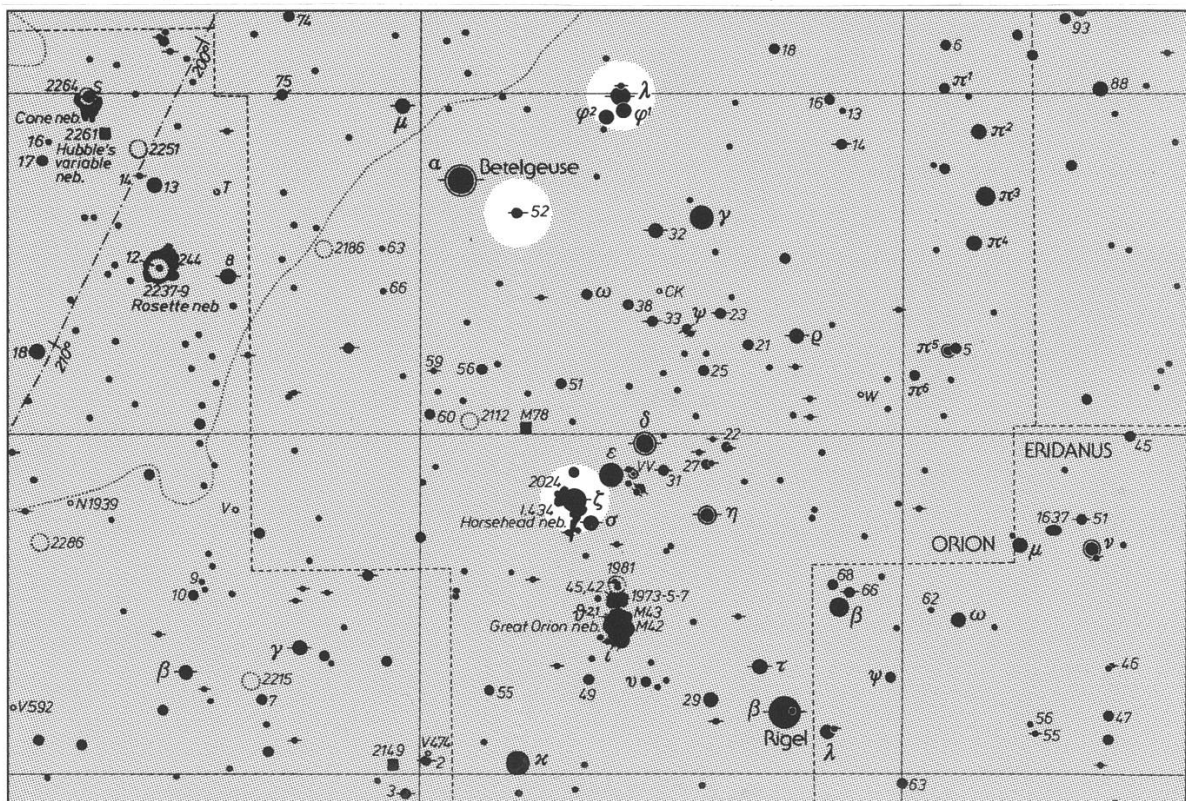 74
93
18
6
200°
2264
S
75
λ
π¹
88
Cone neb.
μ
φ²
φ¹
16
13
2261
π²
16
Hubble's
2251
14
17
variable
neb.
α
Betelgeuse
14
13
T
π³
52
γ
32
π⁴
2186
63
12
244
8
2237-9
Rosette neb
66
ω
CK
38
33
ψ
23
ϱ
18
210°
21
π⁵
5
59
56
25
π⁶
51
W
60
2112
M78
δ
22
45
ERIDANUS
ε
VV
27
31
2024
ζ
N1939
V
I.434
Horsehead neb.
σ
η
1637
51
2286
ORION
μ
ν
1981
9
45,42
68
10
1973-5-7
66
ϑ²·¹
M43
β
62
ω
Great Orion neb.
M42
γ
ι
β
τ
46
2215
49
υ
ψ
7
55
29
β
V592
47
Rigel
56
V474
λ
55
2149
2
κ
3
63